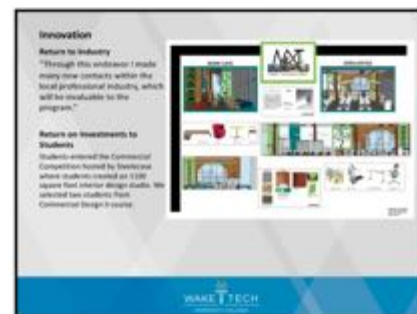 Innovation
Return to Industry
"Through this endeavor I made
many new contacts within the
local professional industry, which
will be invaluable to the
program."
Return on Investments to
Students
Students entered the Commercial
Competition hosted by Steelcase
where students created an 1100
square foot interior design studio. We
selected two students from
Commercial Design II course.
WAKE TECH
COMMUNITY COLLEGE